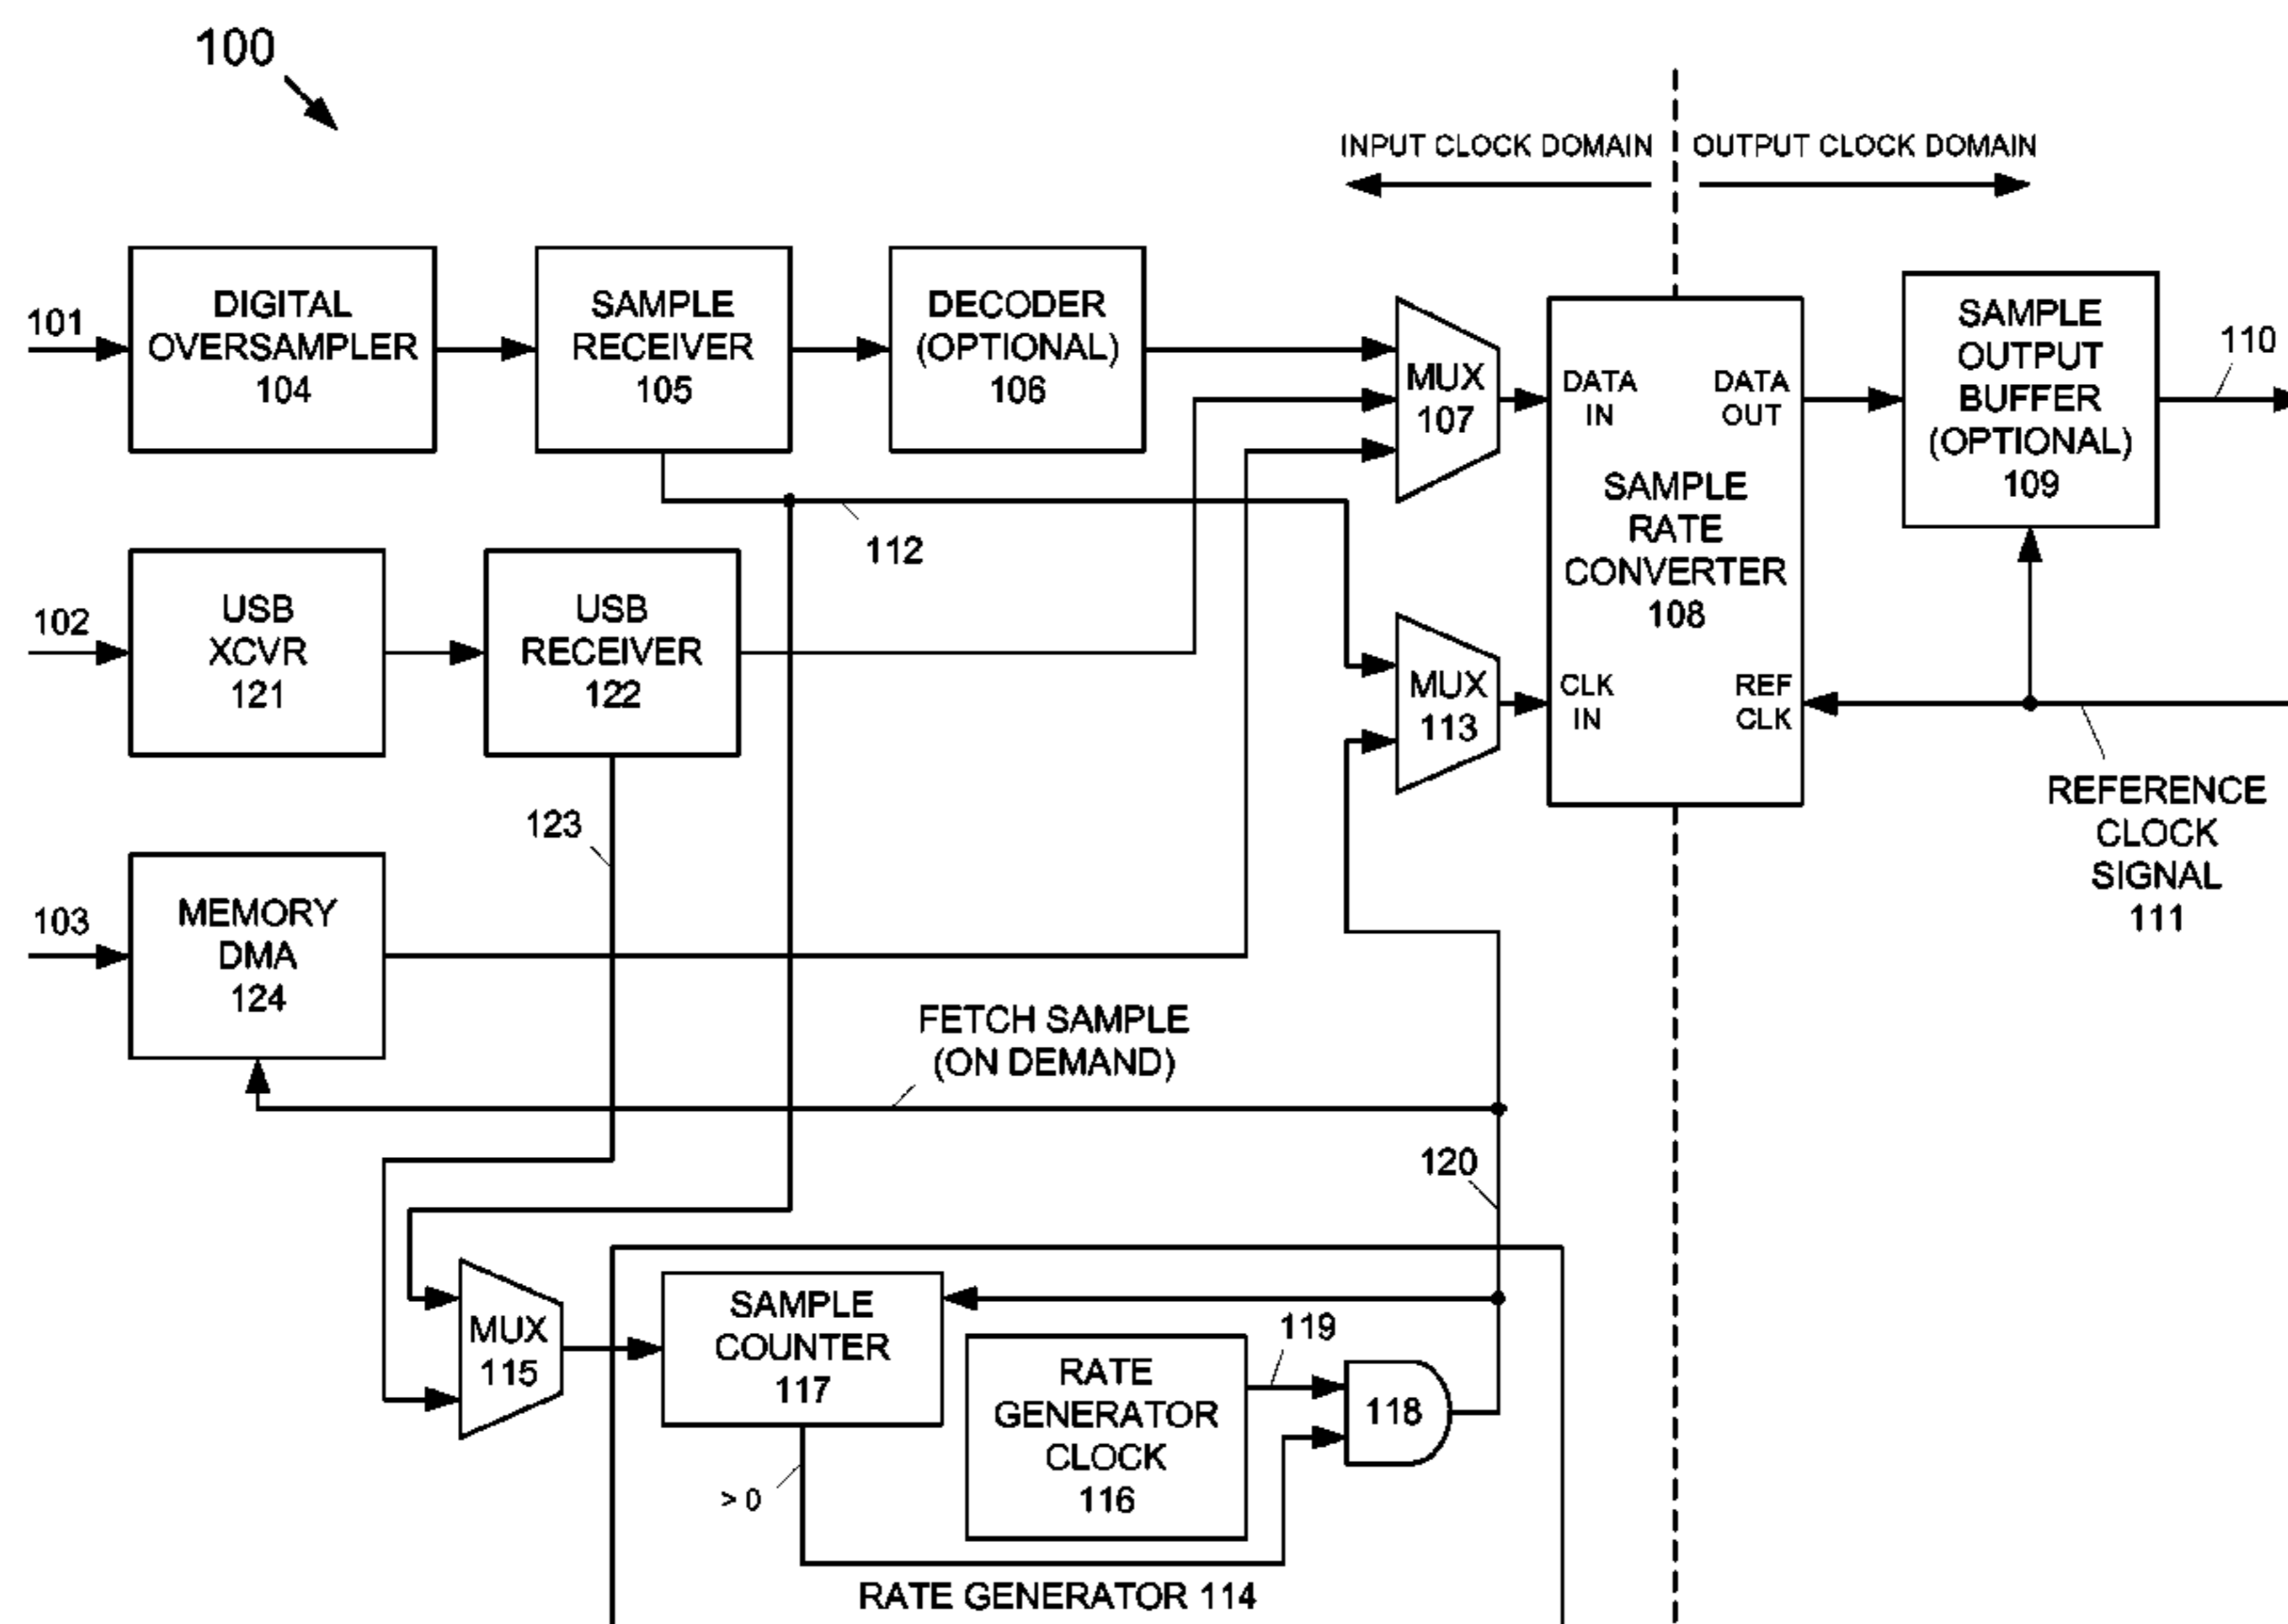 100
INPUT CLOCK DOMAIN
OUTPUT CLOCK DOMAIN
101
DIGITAL
OVERSAMPLER
104
SAMPLE
RECEIVER
105
DECODER
(OPTIONAL)
106
MUX
107
DATA
IN
DATA
OUT
SAMPLE
RATE
CONVERTER
108
CLK
IN
REF
CLK
SAMPLE
OUTPUT
BUFFER
(OPTIONAL)
109
110
112
102
USB
XCVR
121
USB
RECEIVER
122
MUX
113
REFERENCE
CLOCK
SIGNAL
111
123
103
MEMORY
DMA
124
FETCH SAMPLE
(ON DEMAND)
120
MUX
115
SAMPLE
COUNTER
117
119
RATE
GENERATOR
CLOCK
116
118
> 0
RATE GENERATOR 114